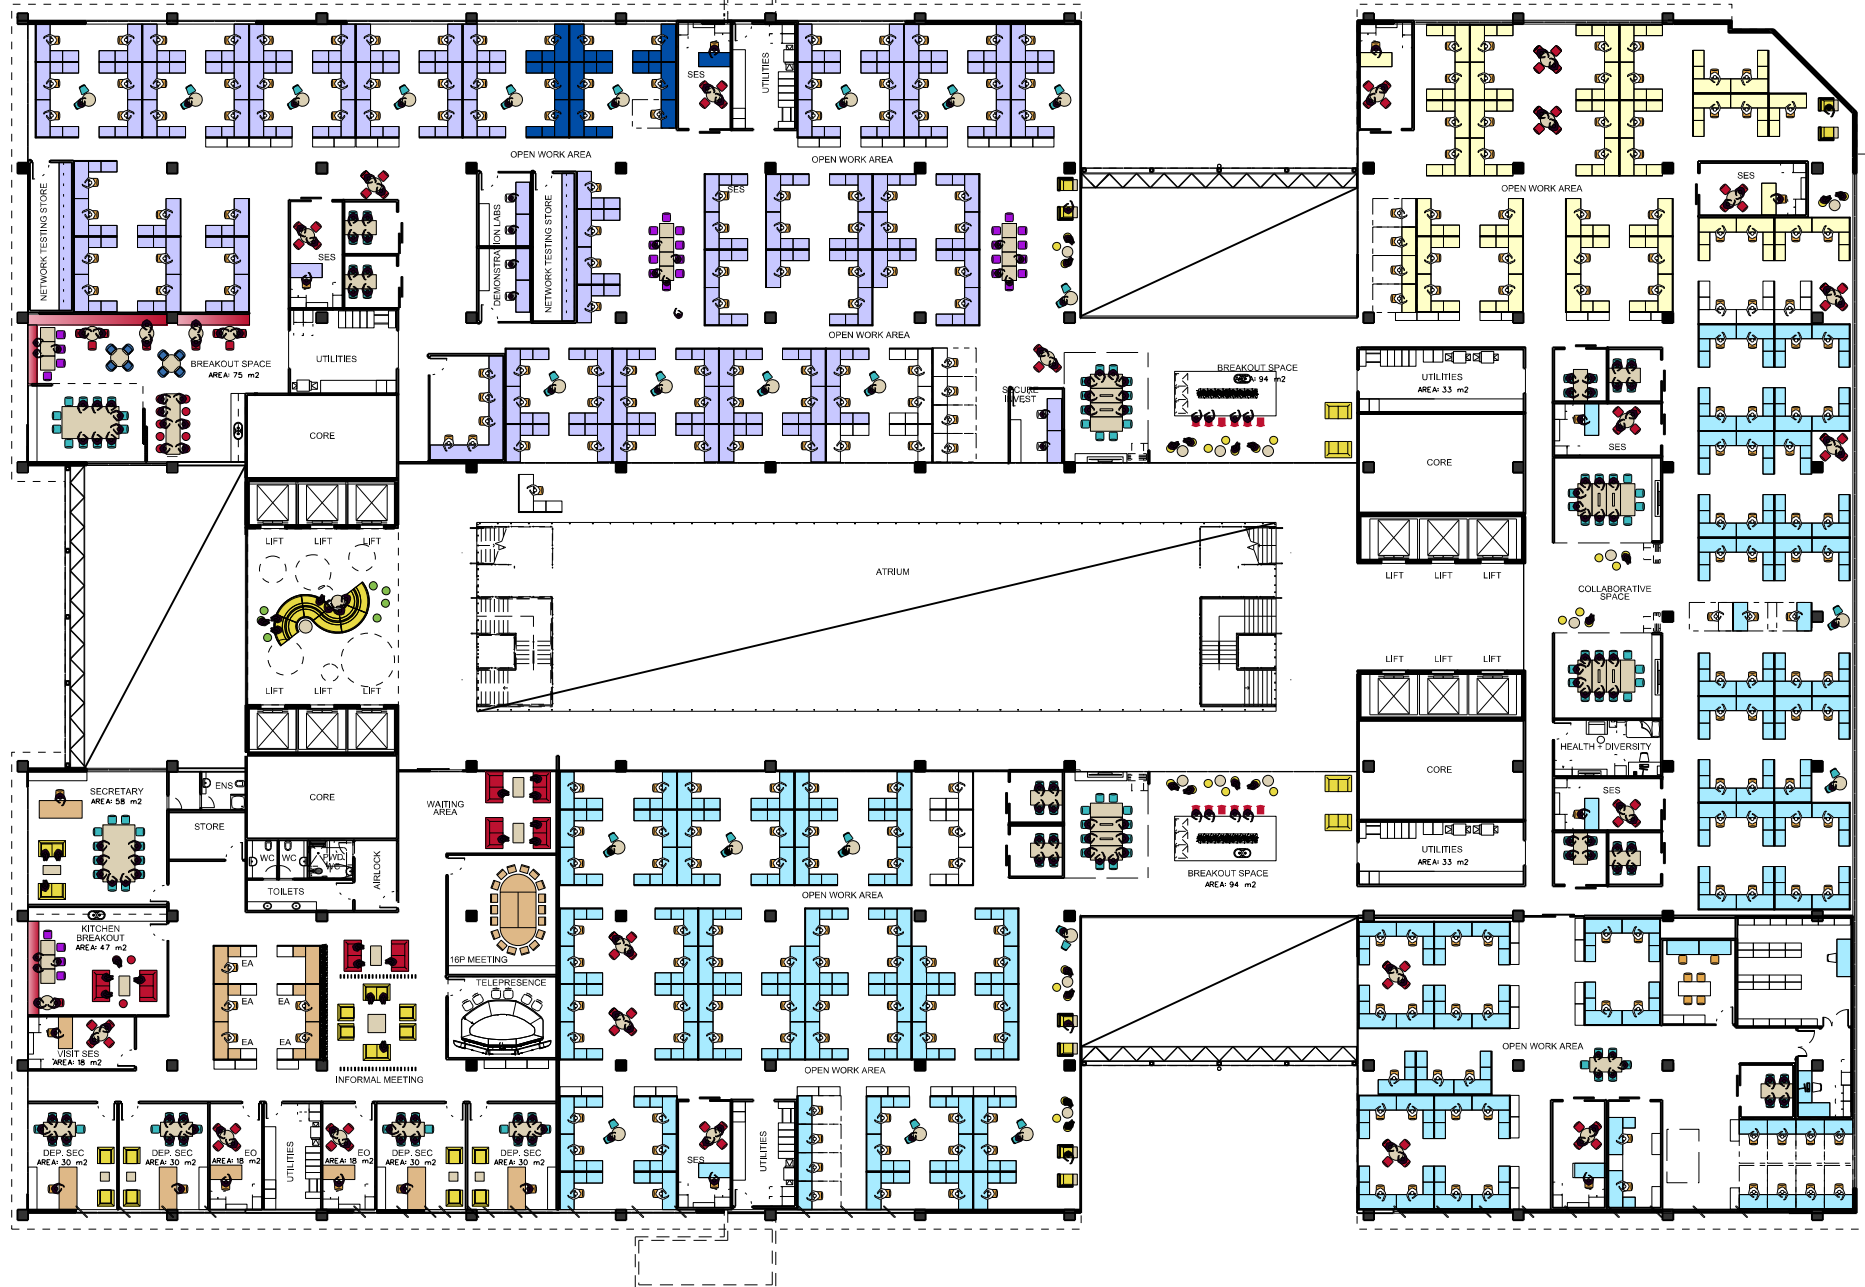 SES
UTILITIES
OPEN WORK AREA
OPEN WORK AREA
NETWORK TESTING STORE
SES
DEMONSTRATION LABS
NETWORK TESTING STORE
SES
OPEN WORK AREA
SES
OPEN WORK AREA
BREAKOUT SPACE
AREA: 75 m2
UTILITIES
SECURE
INVEST
BREAKOUT SPACE
94 m2
UTILITIES
AREA: 33 m2
SES
CORE
CORE
LIFT
LIFT
LIFT
ATRIUM
LIFT
LIFT
LIFT
COLLABORATIVE
SPACE
LIFT
LIFT
LIFT
LIFT
LIFT
LIFT
HEALTH + DIVERSITY
SECRETARY
AREA: 58 m2
ENS
CORE
WAITING
AREA
CORE
SES
STORE
WC
WC
PWD
WC
AIRLOCK
TOILETS
OPEN WORK AREA
BREAKOUT SPACE
AREA: 94 m2
UTILITIES
AREA: 33 m2
KITCHEN
BREAKOUT
AREA: 47 m2
EA
EA
EA
EA
EA
16P MEETING
TELEPRESENCE
VISIT SES
AREA: 18 m2
INFORMAL MEETING
OPEN WORK AREA
OPEN WORK AREA
DEP. SEC
AREA: 30 m2
DEP. SEC
AREA: 30 m2
EO
AREA: 18 m2
UTILITIES
EO
AREA: 18 m2
DEP. SEC
AREA: 30 m2
DEP. SEC
AREA: 30 m2
SES
UTILITIES